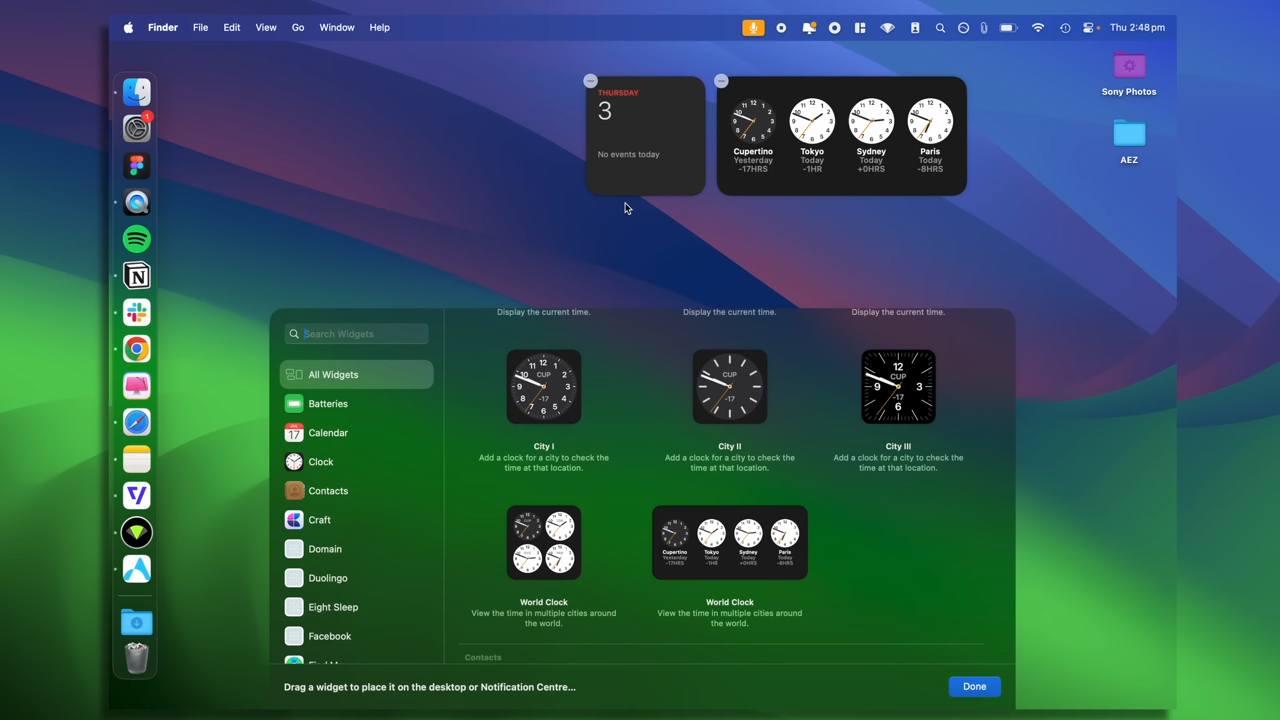 Finder File Edit View Go Window Help Thu 2:48pm
Sony Photos
AEZ
1
THURSDAY
3
No events today
Cupertino Tokyo Sydney Paris
Yesterday Today Today Today
-17HRS -1HR +0HRS -8HRS
Search Widgets
All Widgets
Batteries
Calendar
Clock
Contacts
Craft
Domain
Duolingo
Eight Sleep
Facebook
Display the current time. Display the current time. Display the current time.
City I City II City III
Add a clock for a city to check the Add a clock for a city to check the Add a clock for a city to check the
time at that location. time at that location. time at that location.
World Clock World Clock
View the time in multiple cities around View the time in multiple cities around
the world. the world.
Contacts
Drag a widget to place it on the desktop or Notification Centre...
Done